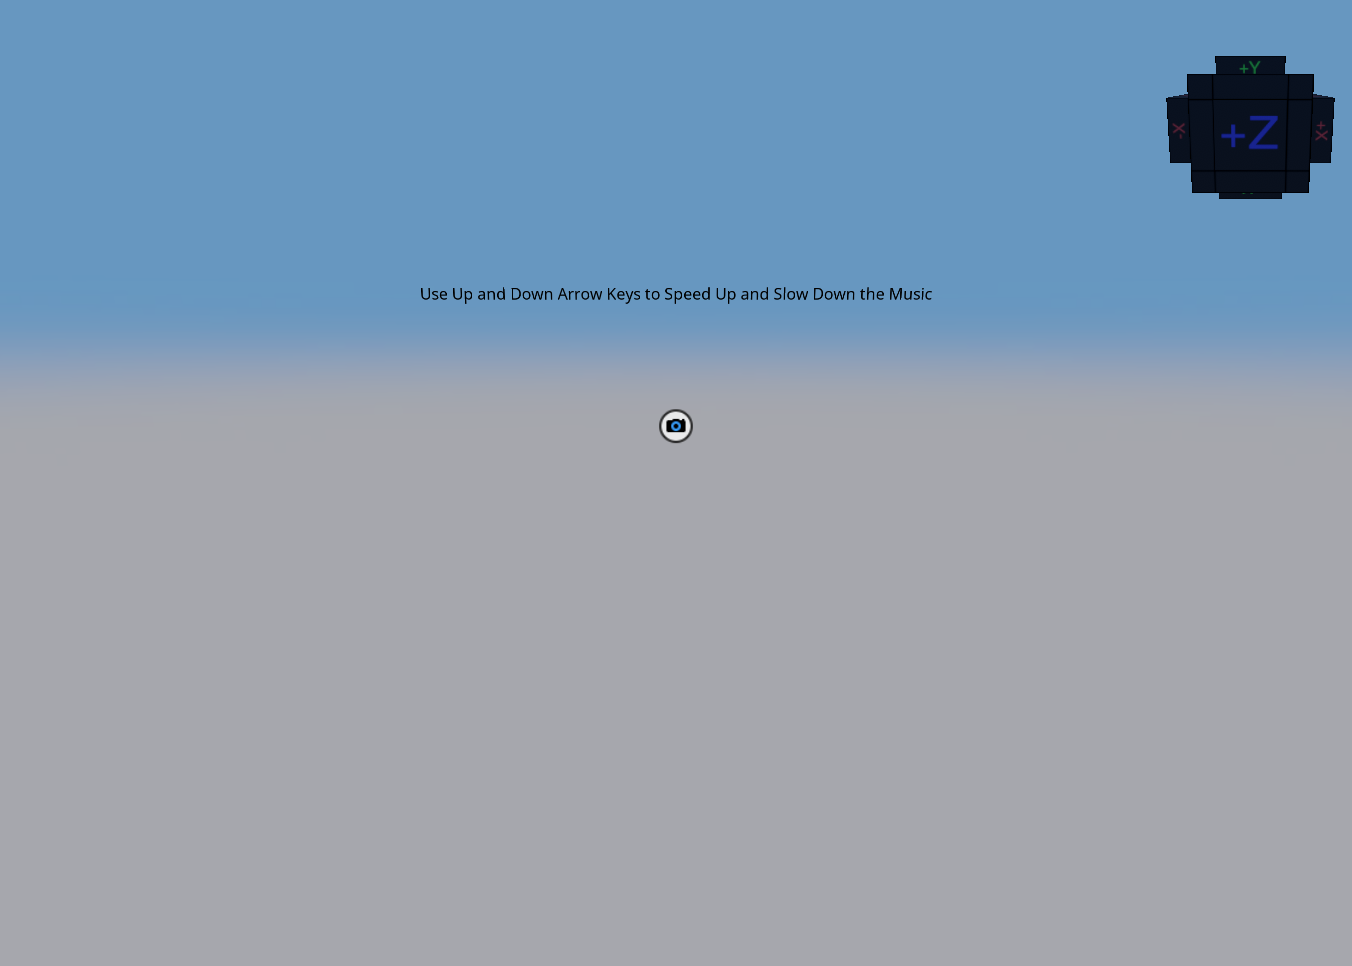 +Y
-X
+Z
+X
Use Up and Down Arrow Keys to Speed Up and Slow Down the Music